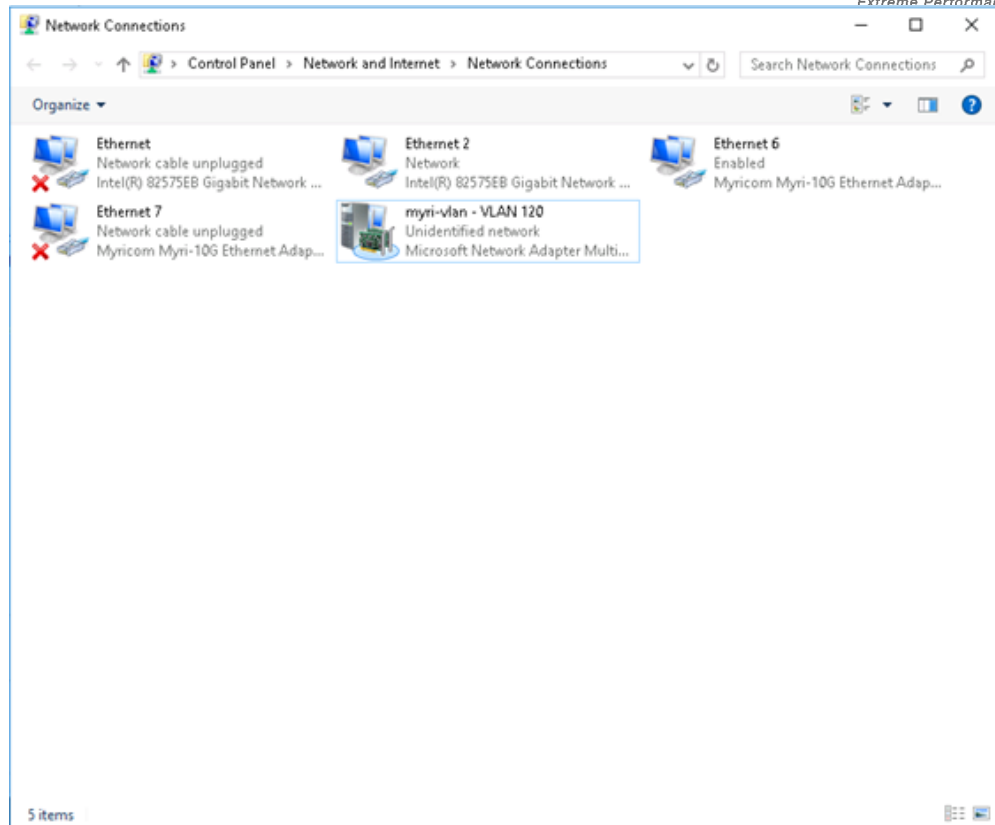 Extreme Performa
Network Connections
Control Panel > Network and Internet > Network Connections
Search Network Connections
Organize
Ethernet
Network cable unplugged
Intel(R) 82575EB Gigabit Network ...
Ethernet 2
Network
Intel(R) 82575EB Gigabit Network ...
Ethernet 6
Enabled
Myricom Myri-10G Ethernet Adap...
Ethernet 7
Network cable unplugged
Myricom Myri-10G Ethernet Adap...
myri-vlan - VLAN 120
Unidentified network
Microsoft Network Adapter Multi...
5 items